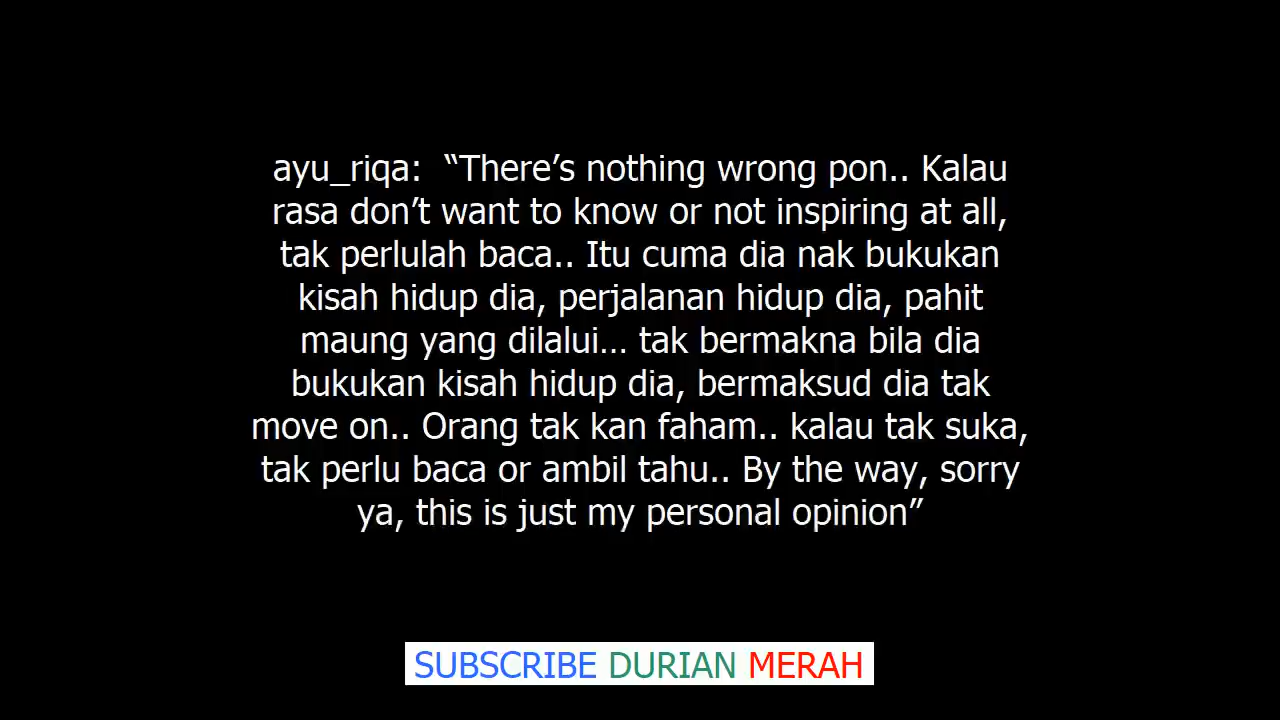 ayu_riqa:  “There’s nothing wrong pon.. Kalau
rasa don’t want to know or not inspiring at all,
tak perlulah baca.. Itu cuma dia nak bukukan
kisah hidup dia, perjalanan hidup dia, pahit
maung yang dilalui… tak bermakna bila dia
bukukan kisah hidup dia, bermaksud dia tak
move on.. Orang tak kan faham.. kalau tak suka,
tak perlu baca or ambil tahu.. By the way, sorry
ya, this is just my personal opinion”
SUBSCRIBE DURIAN MERAH